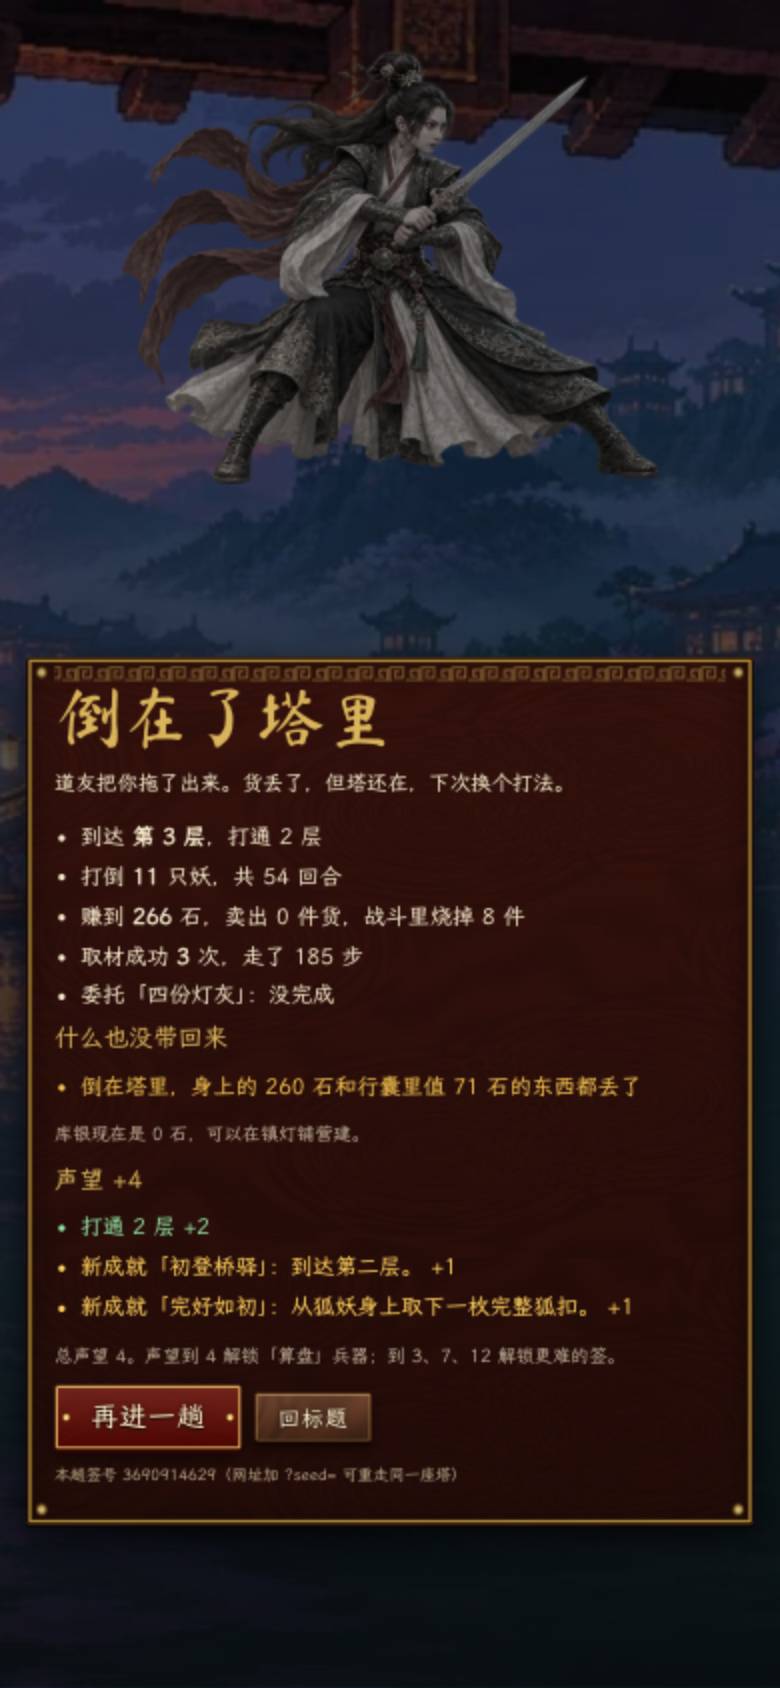 倒在了塔里
道友把你拖了出来。货丢了，但塔还在，下次换个打法。
• 到达 第 3 层，打通 2 层
• 打倒 11 只妖，共 54 回合
• 赚到 266 石，卖出 0 件货，战斗里烧掉 8 件
• 取材成功 3 次，走了 185 步
• 委托「四份灯灰」：没完成
什么也没带回来
• 倒在塔里，身上的 260 石和行囊里值 71 石的东西都丢了
库银现在是 0 石，可以在镇灯铺营建。
声望 +4
• 打通 2 层 +2
• 新成就「初登桥驿」：到达第二层。 +1
• 新成就「完好如初」：从狐妖身上取下一枚完整狐扣。 +1
总声望 4。声望到 4 解锁「算盘」兵器；到 3、7、12 解锁更难的签。
再进一趟
回标题
本趟签号 3690914629（网址加 ?seed= 可重走同一座塔）